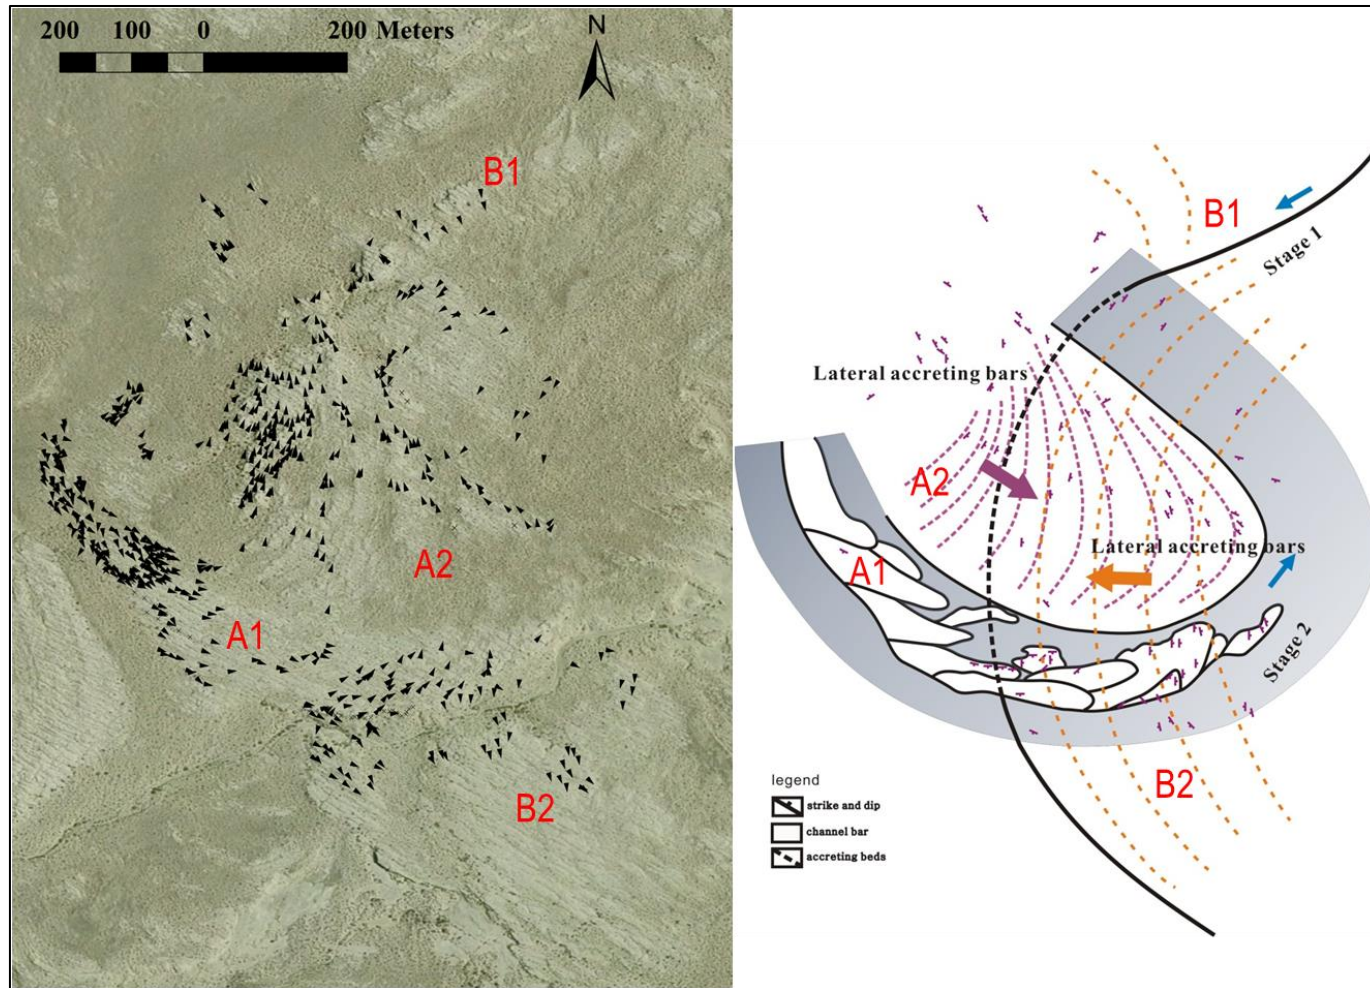 200 100 0 200 Meters
N
B1
A2
A1
B2
B1
Stage 1
Lateral accreting bars
A2
Lateral accreting bars
A1
Stage 2
B2
legend
strike and dip
channel bar
accreting beds